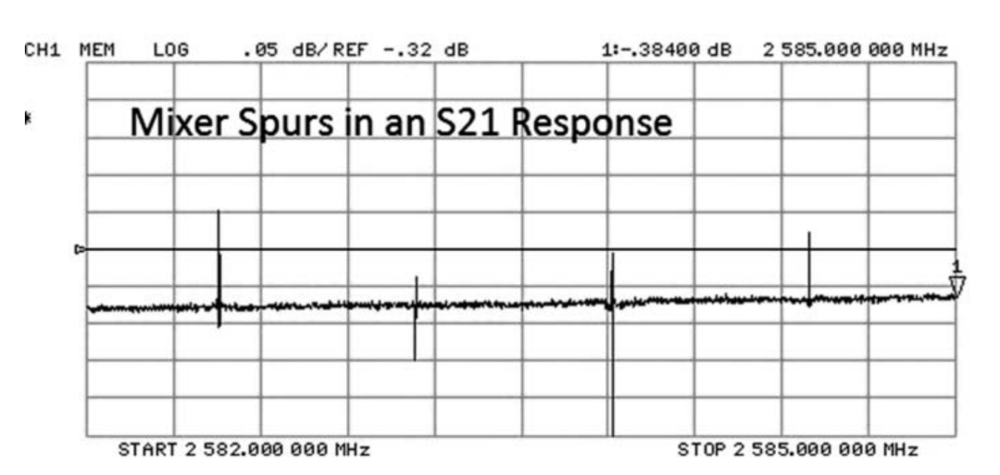 CH1 MEM LOG .05 dB/ REF -.32 dB 1:-.38400 dB 2 585.000 000 MHz
*
Mixer Spurs in an S21 Response
1
START 2 582.000 000 MHz STOP 2 585.000 000 MHz